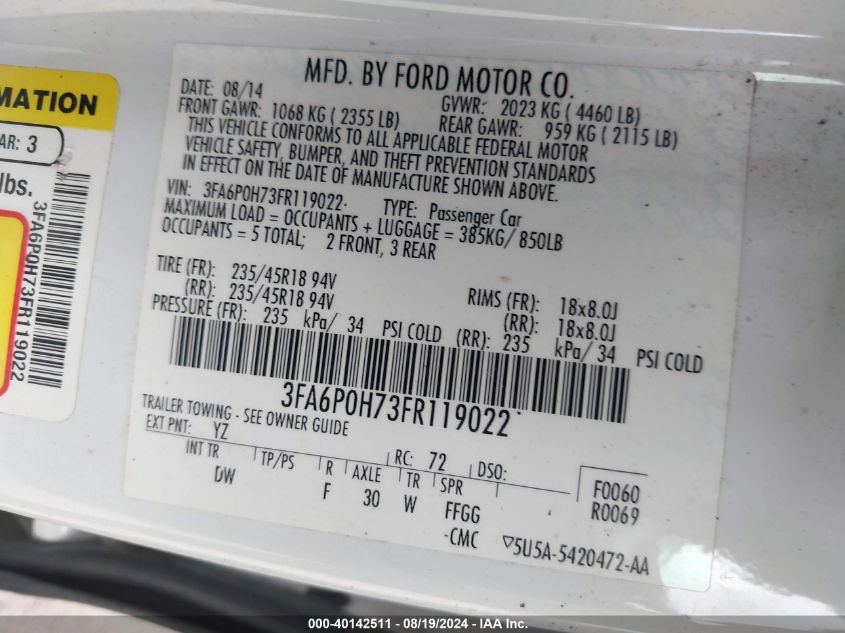 MATION
AR: 3
lbs.
3FA6P0H73FR119022
MFD. BY FORD MOTOR CO.
DATE: 08/14
GVWR: 2023 KG ( 4460 LB)
FRONT GAWR: 1068 KG ( 2355 LB)
REAR GAWR: 959 KG ( 2115 LB)
THIS VEHICLE CONFORMS TO ALL APPLICABLE FEDERAL MOTOR
VEHICLE SAFETY, BUMPER, AND THEFT PREVENTION STANDARDS
IN EFFECT ON THE DATE OF MANUFACTURE SHOWN ABOVE.
VIN: 3FA6P0H73FR119022 TYPE: Passenger Car
MAXIMUM LOAD = OCCUPANTS + LUGGAGE = 385KG/ 850LB
OCCUPANTS = 5 TOTAL; 2 FRONT, 3 REAR
TIRE (FR): 235/45R18 94V RIMS (FR): 18x8.0J
(RR): 235/45R18 94V (RR): 18x8.0J
PRESSURE (FR): 235 kPa/ 34 PSI COLD (RR): 235 kPa/ 34 PSI COLD
3FA6P0H73FR119022
TRAILER TOWING - SEE OWNER GUIDE
EXT PNT: YZ RC: 72 DSO:
INT TR TP/PS R AXLE TR SPR F0060
DW F 30 W FFGG R0069
-CMC 5U5A-5420472-AA
000-40142511 - 08/19/2024 - IAA Inc.